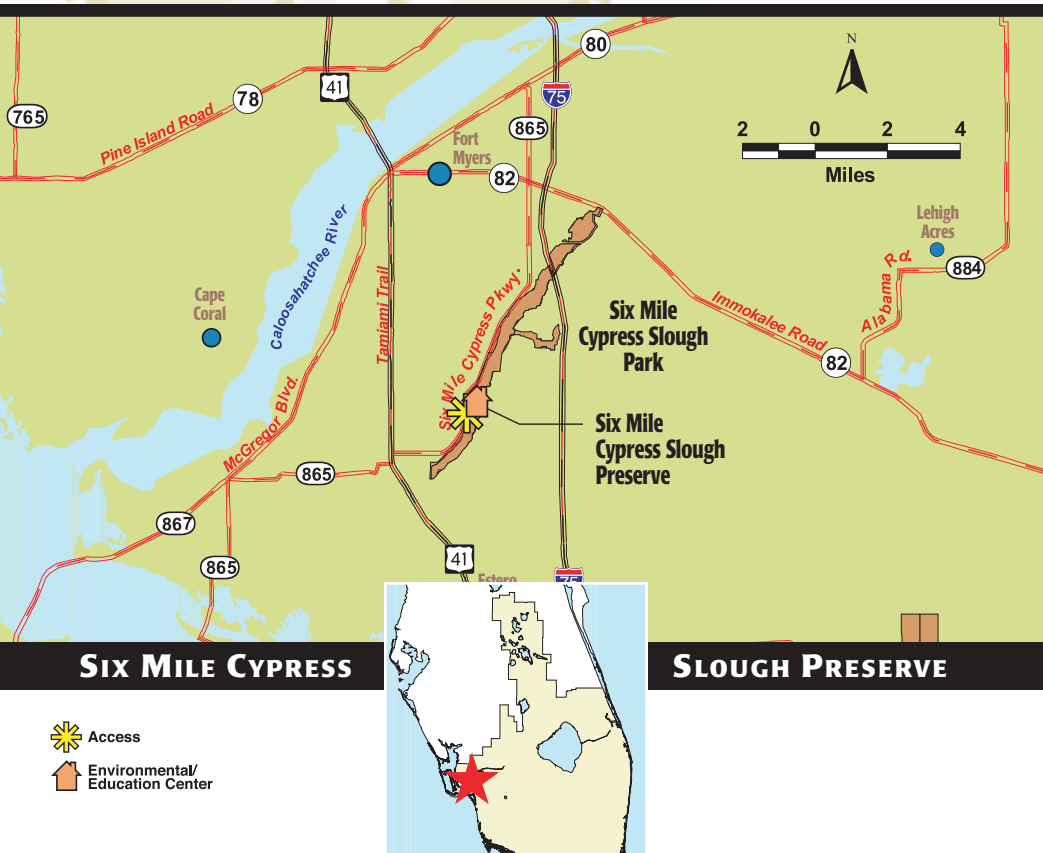 80
41
75
N
765
78
Pine Island Road
865
Fort
Myers
82
2 0 2 4
Miles
Lehigh
Acres
Caloosahatchee River
Alabama Rd.
884
Cape
Coral
Tamiami Trail
Six Mile Cypress Pkwy.
Six Mile
Cypress Slough
Park
Immokalee Road
82
McGregor Blvd.
Six Mile
Cypress Slough
Preserve
865
867
865
41
Estero
75
SIX MILE CYPRESS SLOUGH PRESERVE
Access
Environmental/
Education Center